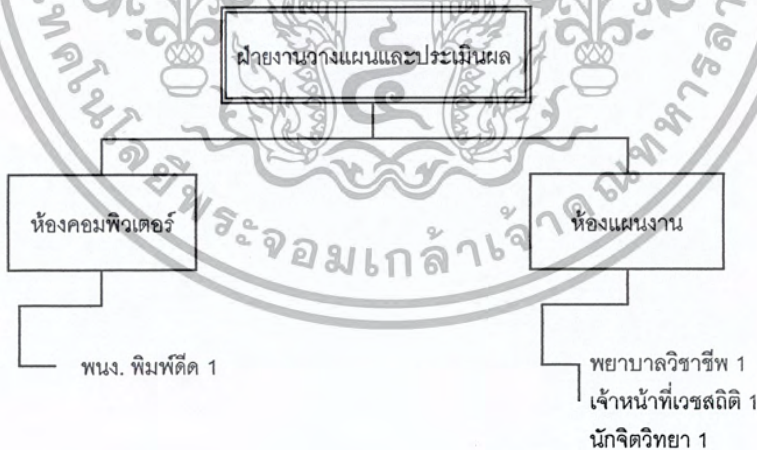 ฝ่ายงานวางแผนและประเมินผล
ห้องคอมพิวเตอร์
ห้องแผนงาน
พนง. พิมพ์ดีด 1
พยาบาลวิชาชีพ 1
เจ้าหน้าที่เวชสถิติ 1
นักจิตวิทยา 1